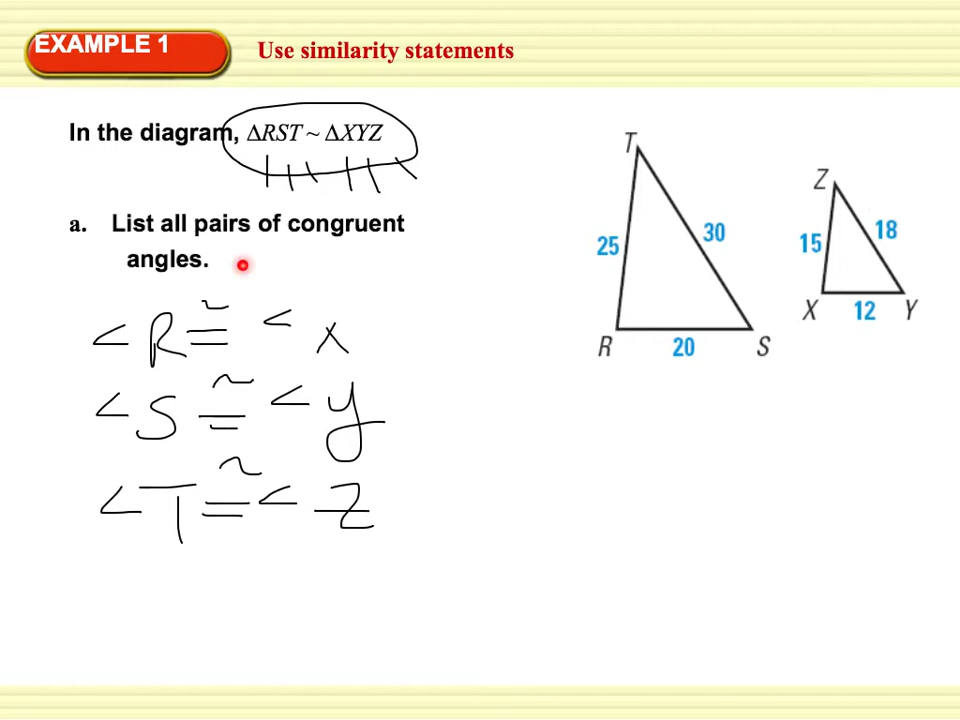 EXAMPLE 1
Use similarity statements
In the diagram, ΔRST ~ ΔXYZ
a. List all pairs of congruent
angles.
<R ≅ <x
<S ≅ <y
<T ≅ <Z
T
25
30
R
20
S
Z
15
18
X
12
Y